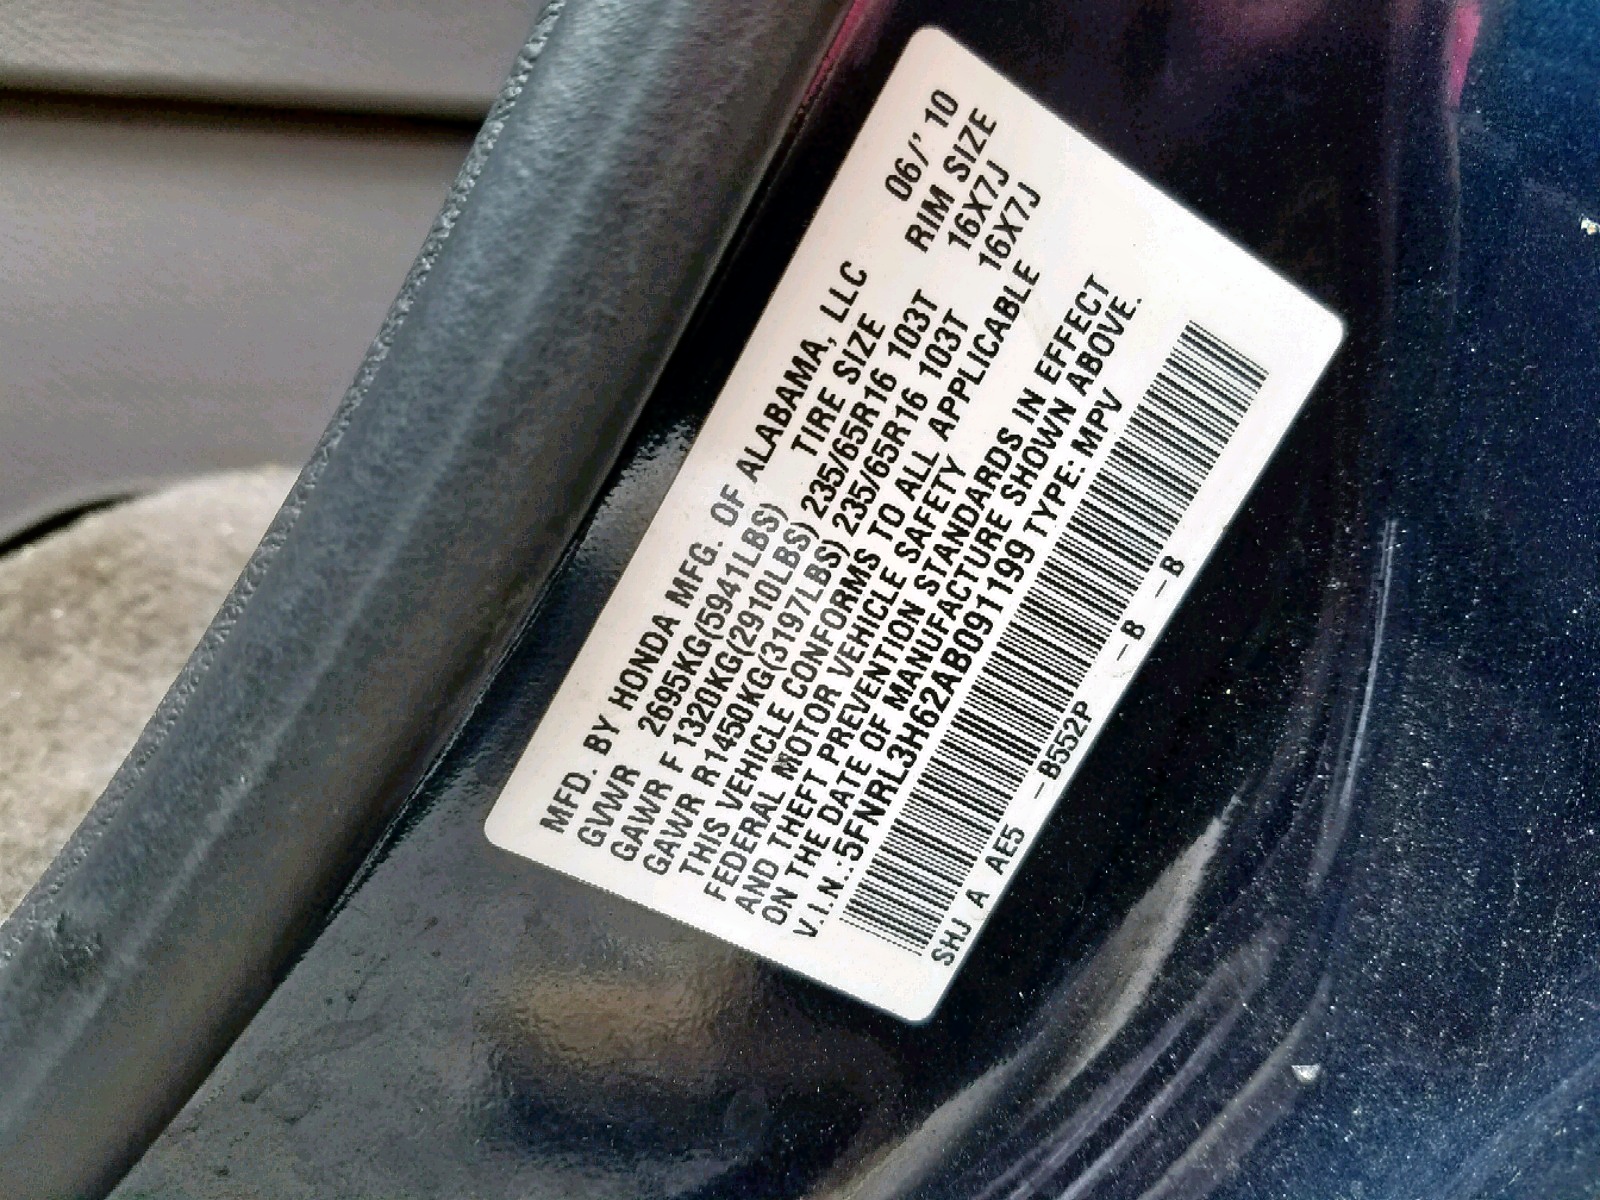 MFD. BY HONDA MFG. OF ALABAMA, LLC 06/' 10
GVWR 2695KG(5941LBS) TIRE SIZE RIM SIZE
GAWR F 1320KG(2910LBS) 235/65R16 103T 16X7J
GAWR R1450KG(3197LBS) 235/65R16 103T 16X7J
THIS VEHICLE CONFORMS TO ALL APPLICABLE
FEDERAL MOTOR VEHICLE SAFETY
AND THEFT PREVENTION STANDARDS IN EFFECT
ON THE DATE OF MANUFACTURE SHOWN ABOVE.
V.I.N.:5FNRL3H62AB091199 TYPE: MPV
SHJ A AE5 –B552P –B –B